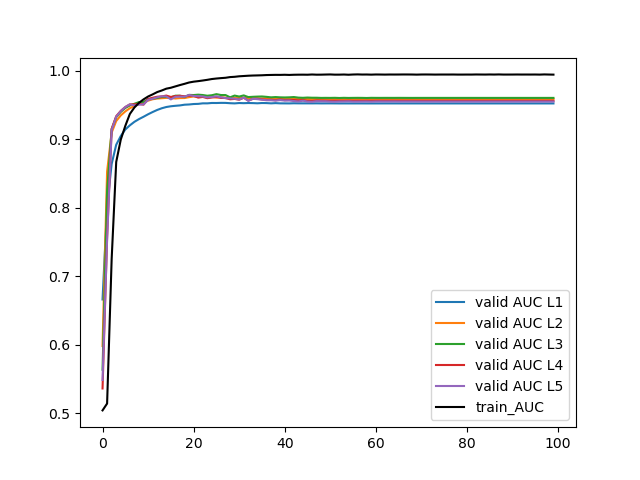 1.0
0.9
0.8
0.7
0.6
0.5
0 20 40 60 80 100
valid AUC L1
valid AUC L2
valid AUC L3
valid AUC L4
valid AUC L5
train_AUC